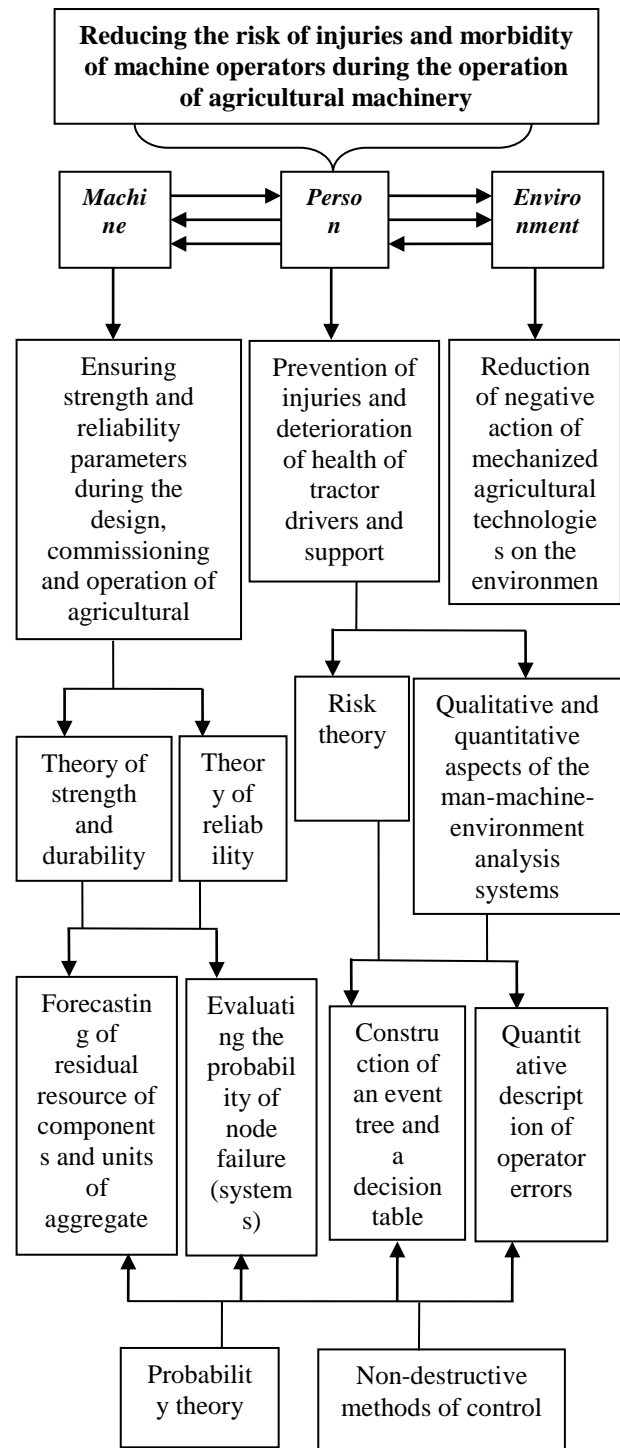 Reducing the risk of injuries and morbidity
of machine operators during the operation
of agricultural machinery
Machi
ne
Perso
n
Enviro
nment
Ensuring
strength and
reliability
parameters
during the
design,
commissioning
and operation of
agricultural
Prevention of
injuries and
deterioration
of health of
tractor
drivers and
support
Reduction
of negative
action of
mechanized
agricultural
technologie
s on the
environmen
Theory of
strength
and
durability
Theor
y of
reliab
ility
Risk
theory
Qualitative and
quantitative
aspects of the
man-machine-
environment
analysis
systems
Forecastin
g of
residual
resource of
component
s and units
of
aggregate
Evaluati
ng the
probabil
ity of
node
failure
(system
s)
Constru
ction of
an event
tree and
a
decision
table
Quantit
ative
descript
ion of
operator
errors
Probabilit
y theory
Non-destructive
methods of control